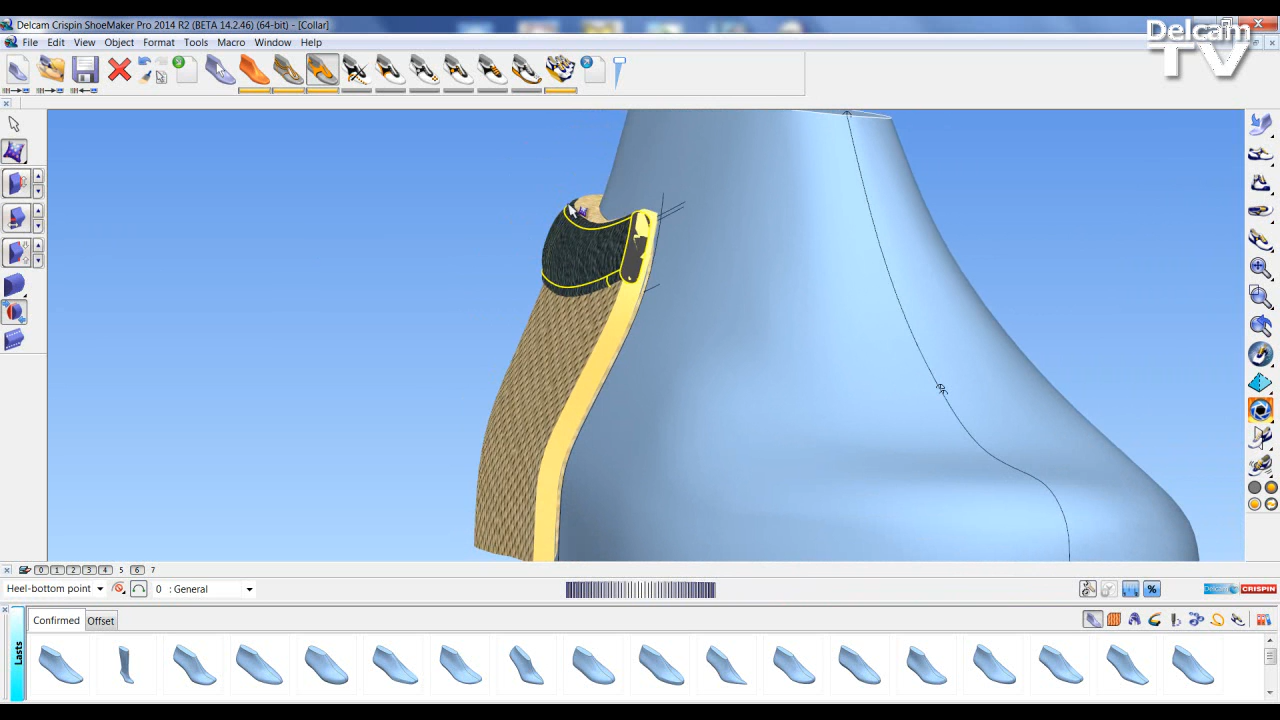 Delcam Crispin ShoeMaker Pro 2014 R2 (BETA 14.2.46) (64-bit) - [Collar]
Delcam
TV
File Edit View Object Format Tools Macro Window Help
0 1 2 3 4 5 6 7
Heel-bottom point 0 : General %
Delcam CRISPIN
Confirmed Offset
Lasts